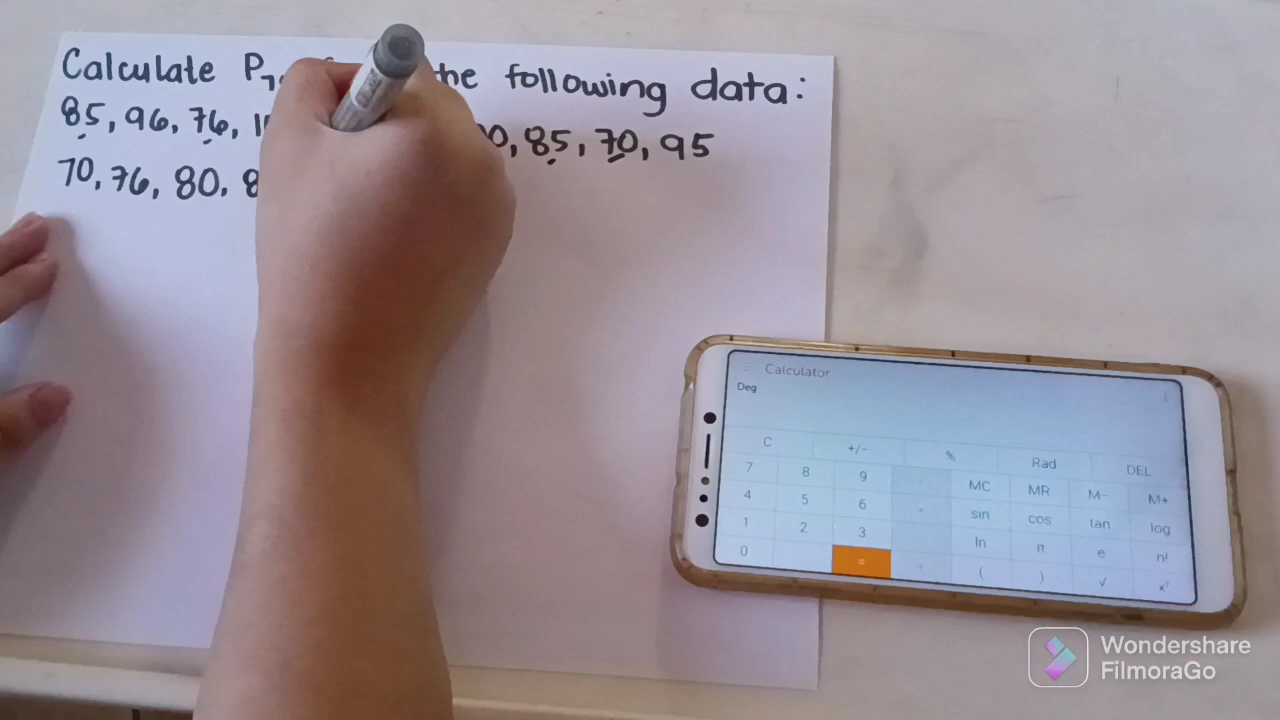 Calculate P the following data:
85, 96, 76, 85, 70, 95
70, 76, 80, 8
Calculator
Deg
C +/- % Rad DEL
7 8 9 MC MR M- M+
4 5 6 sin cos tan log
1 2 3 ln π e n!
0 = ( ) √ xʸ
Wondershare
FilmoraGo